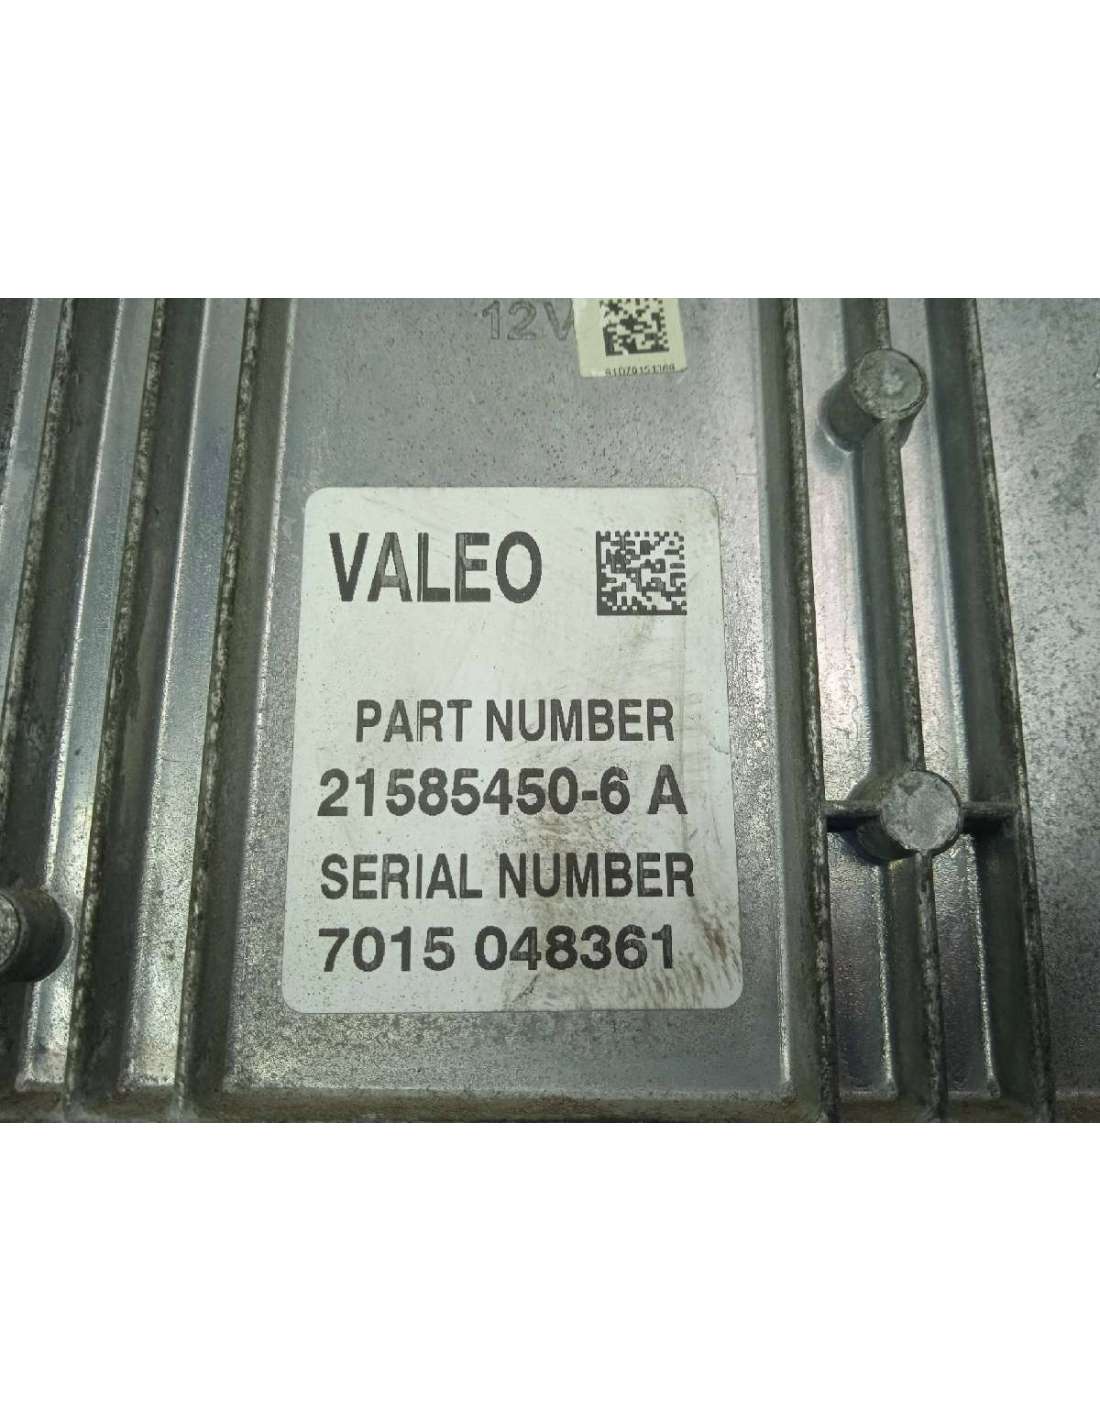 12V
VALEO
PART NUMBER
21585450-6 A
SERIAL NUMBER
7015 048361